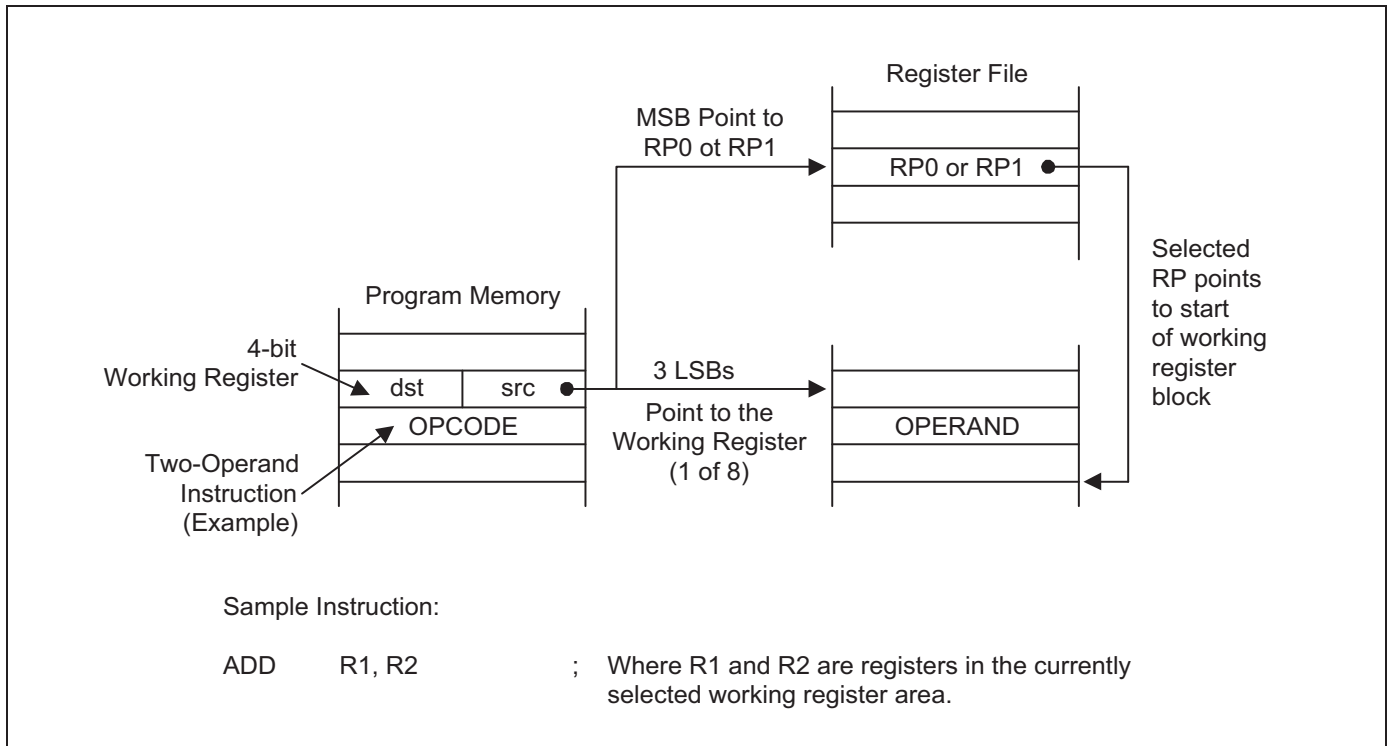 Register File
MSB Point to
RP0 ot RP1
RP0 or RP1
Selected
RP points
to start
of working
register
block
Program Memory
4-bit
Working Register
dst src
3 LSBs
OPCODE
Point to the
Working Register
(1 of 8)
OPERAND
Two-Operand
Instruction
(Example)
Sample Instruction:
ADD R1, R2 ; Where R1 and R2 are registers in the currently
selected working register area.